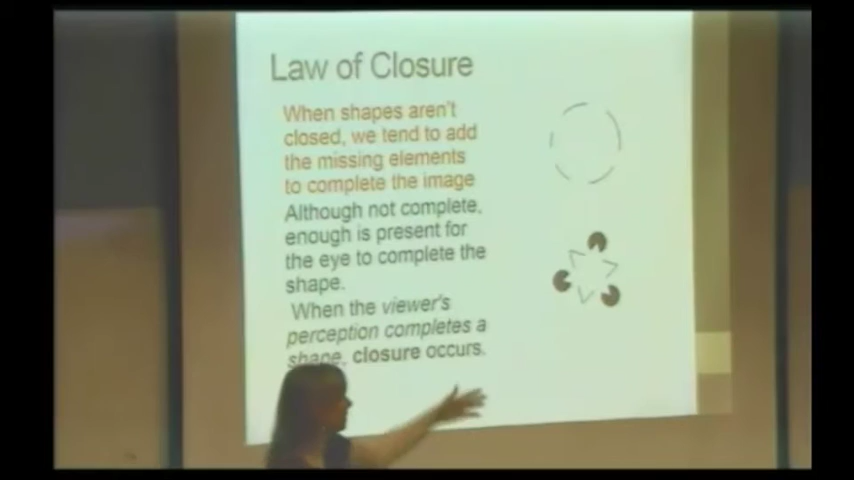 Law of Closure
When shapes aren't
closed, we tend to add
the missing elements
to complete the image
Although not complete,
enough is present for
the eye to complete the
shape.
When the viewer's
perception completes a
shape, closure occurs.